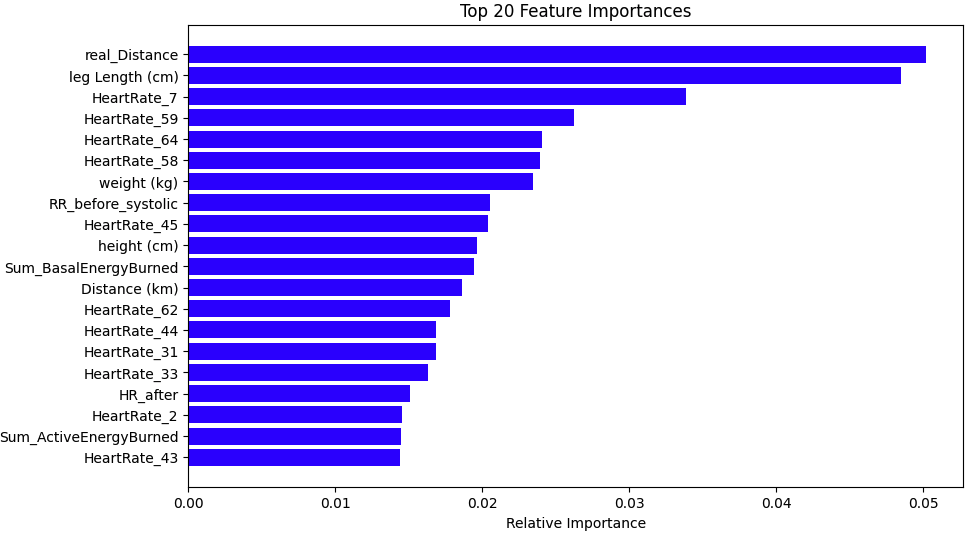 Top 20 Feature Importances
real_Distance
leg Length (cm)
HeartRate_7
HeartRate_59
HeartRate_64
HeartRate_58
weight (kg)
RR_before_systolic
HeartRate_45
height (cm)
Sum_BasalEnergyBurned
Distance (km)
HeartRate_62
HeartRate_44
HeartRate_31
HeartRate_33
HR_after
HeartRate_2
Sum_ActiveEnergyBurned
HeartRate_43
0.00 0.01 0.02 0.03 0.04 0.05
Relative Importance